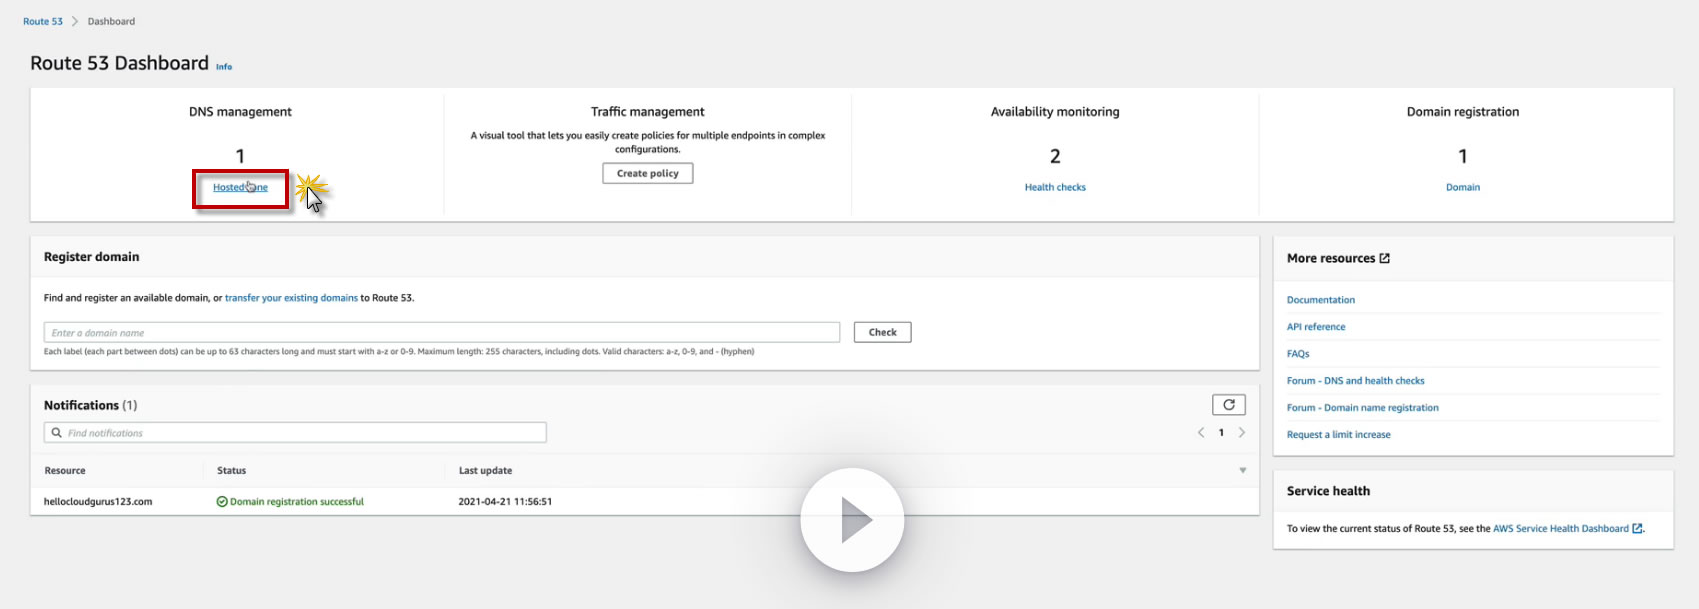 Route 53 > Dashboard
Route 53 Dashboard Info
DNS management
1
Traffic management
A visual tool that lets you easily create policies for multiple endpoints in complex
configurations.
Create policy
Availability monitoring
2
Health checks
Domain registration
1
Domain
Register domain
Find and register an available domain, or transfer your existing domains to Route 53.
Enter a domain name
Check
Each label (each part between dots) can be up to 63 characters long and must start with a-z or 0-9. Maximum length: 255 characters, including dots. Valid characters: a-z, 0-9, and - (hyphen)
Notifications (1)
Find notifications
1
Resource Status Last update
hellocloudgurus123.com Domain registration successful 2021-04-21 11:56:51
More resources
Documentation
API reference
FAQs
Forum - DNS and health checks
Forum - Domain name registration
Request a limit increase
Service health
To view the current status of Route 53, see the AWS Service Health Dashboard.